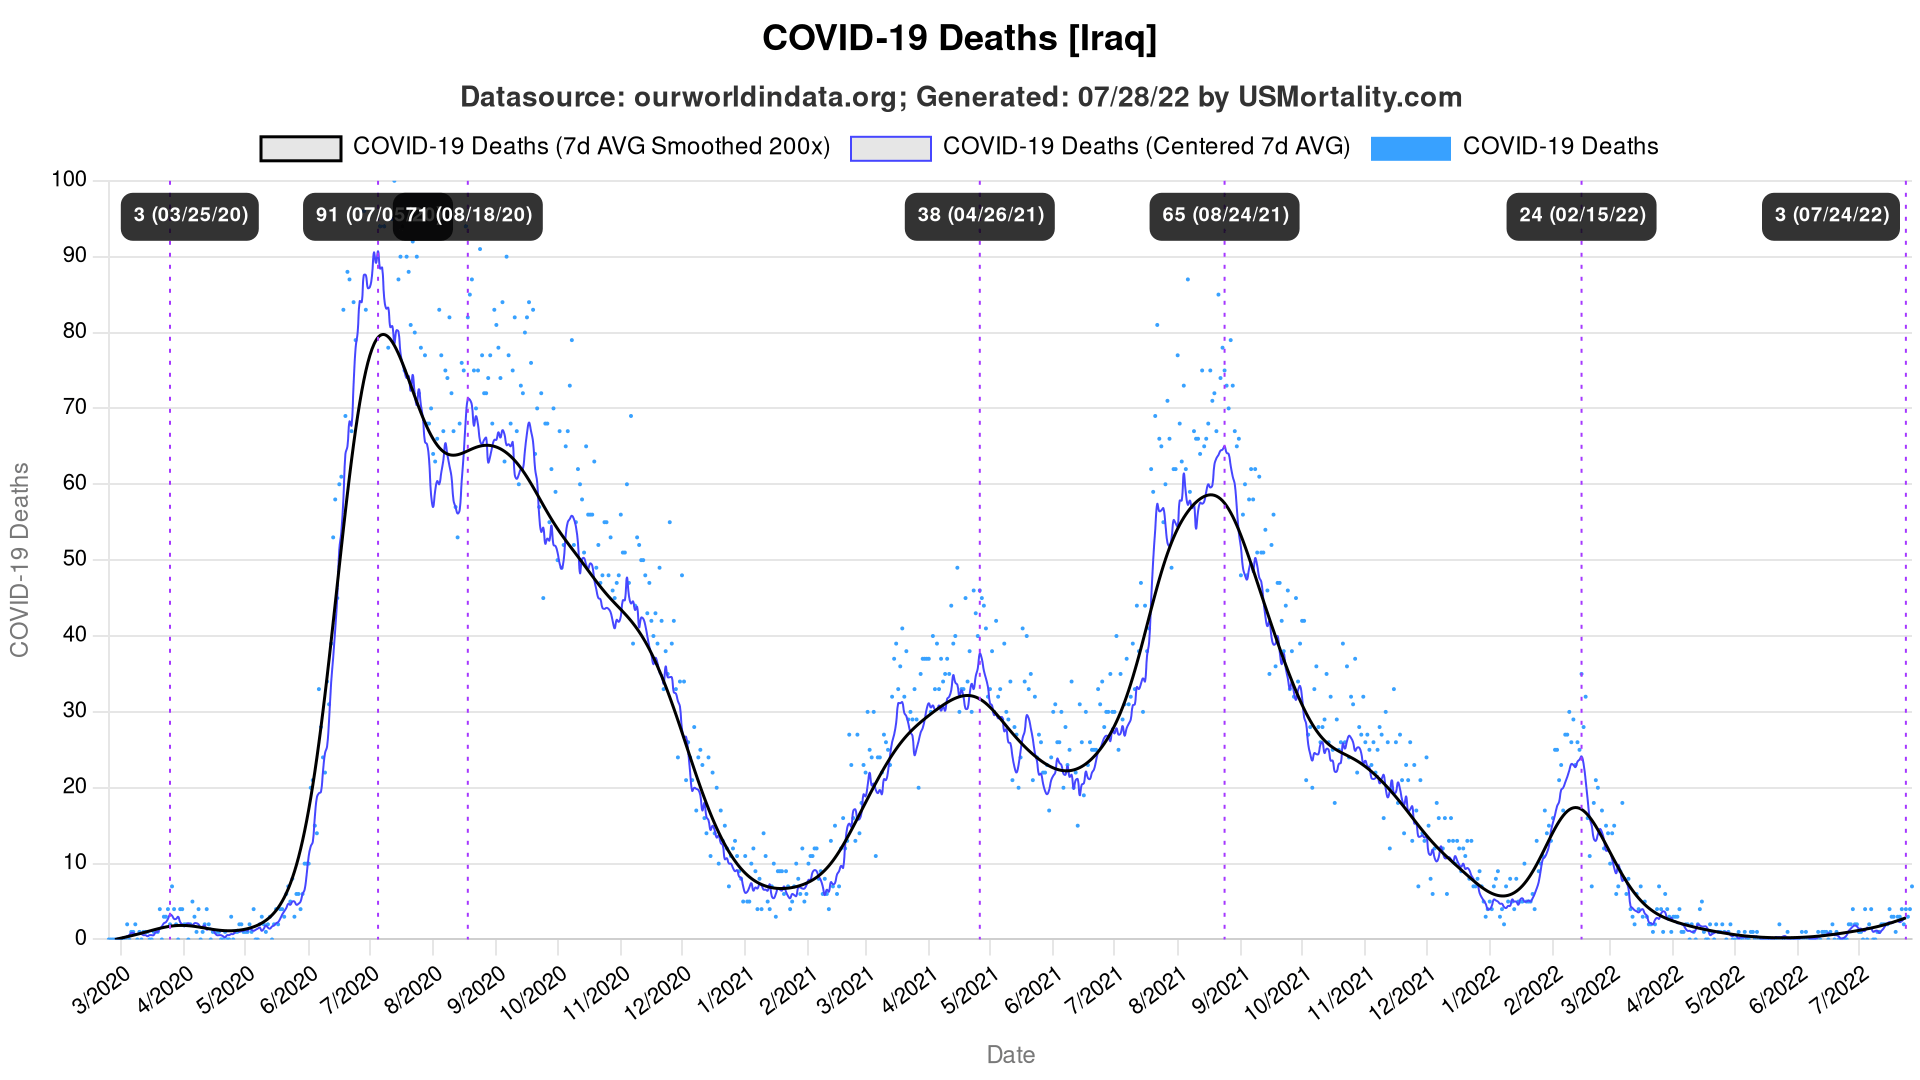 COVID-19 Deaths [Iraq]
Datasource: ourworldindata.org; Generated: 07/28/22 by USMortality.com
COVID-19 Deaths (7d AVG Smoothed 200x) COVID-19 Deaths (Centered 7d AVG) COVID-19 Deaths
3 (03/25/20) 91 (07/05 71 (08/18/20) 38 (04/26/21) 65 (08/24/21) 24 (02/15/22) 3 (07/24/22)
100
90
80
70
60
50
40
30
20
10
0
COVID-19 Deaths
3/2020 4/2020 5/2020 6/2020 7/2020 8/2020 9/2020 10/2020 11/2020 12/2020 1/2021 2/2021 3/2021 4/2021 5/2021 6/2021 7/2021 8/2021 9/2021 10/2021 11/2021 12/2021 1/2022 2/2022 3/2022 4/2022 5/2022 6/2022 7/2022
Date